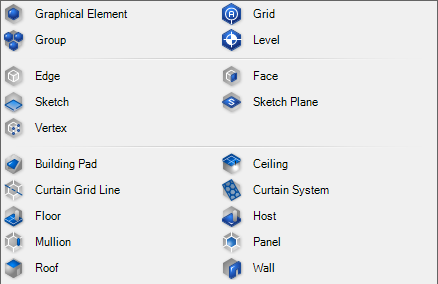 Graphical Element Grid
Group Level
Edge Face
Sketch Sketch Plane
Vertex
Building Pad Ceiling
Curtain Grid Line Curtain System
Floor Host
Mullion Panel
Roof Wall